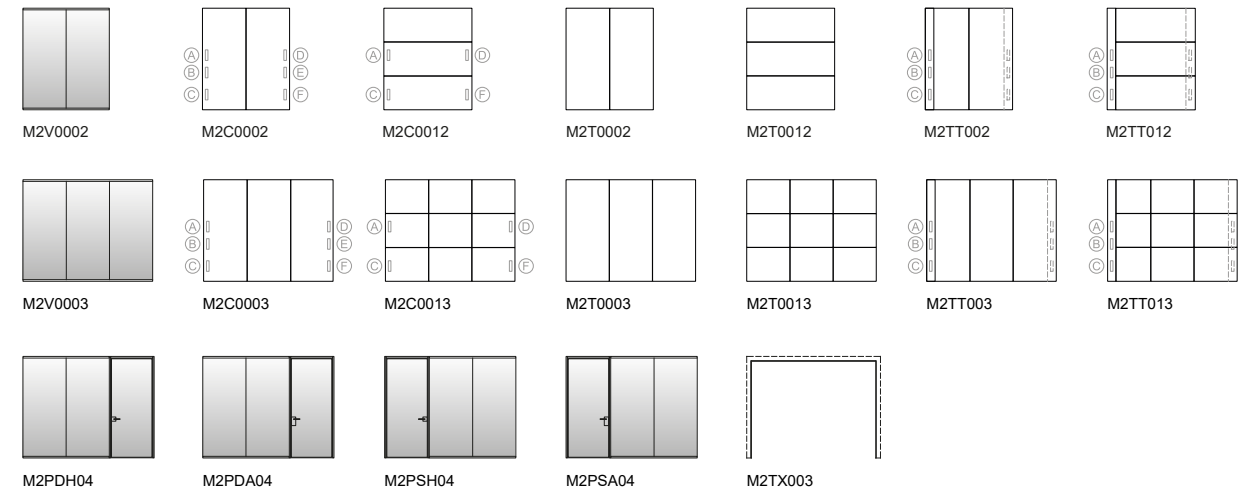 A D A D A A
B E B B
C F C F C C
M2V0002 M2C0002 M2C0012 M2T0002 M2T0012 M2TT002 M2TT012
A D A D A A
B E B B
C F C F C C
M2V0003 M2C0003 M2C0013 M2T0003 M2T0013 M2TT003 M2TT013
M2PDH04 M2PDA04 M2PSH04 M2PSA04 M2TX003